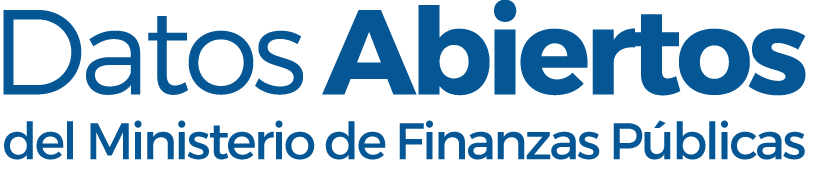 Datos Abiertos
del Ministerio de Finanzas Públicas